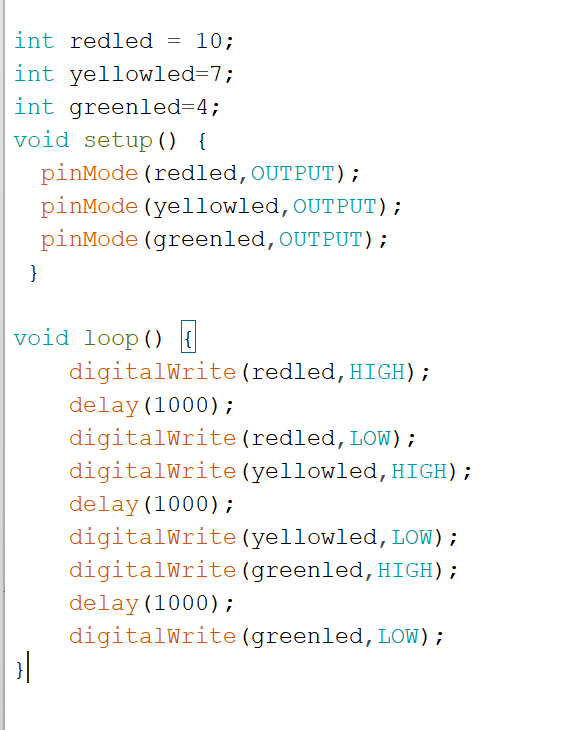 int redled = 10;
int yellowled=7;
int greenled=4;
void setup() {
  pinMode(redled,OUTPUT);
  pinMode(yellowled,OUTPUT);
  pinMode(greenled,OUTPUT);
 }

void loop() {
    digitalWrite(redled,HIGH);
    delay(1000);
    digitalWrite(redled,LOW);
    digitalWrite(yellowled,HIGH);
    delay(1000);
    digitalWrite(yellowled,LOW);
    digitalWrite(greenled,HIGH);
    delay(1000);
    digitalWrite(greenled,LOW);
}